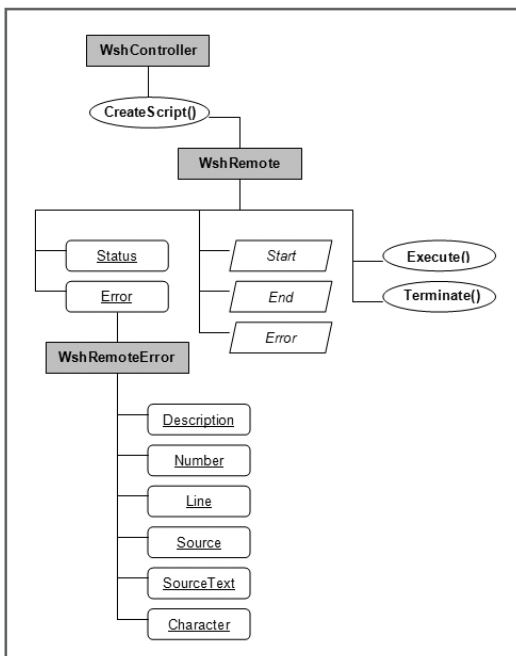 WshController
CreateScript()
WshRemote
Status
Error
Start
End
Error
Execute()
Terminate()
WshRemoteError
Description
Number
Line
Source
SourceText
Character